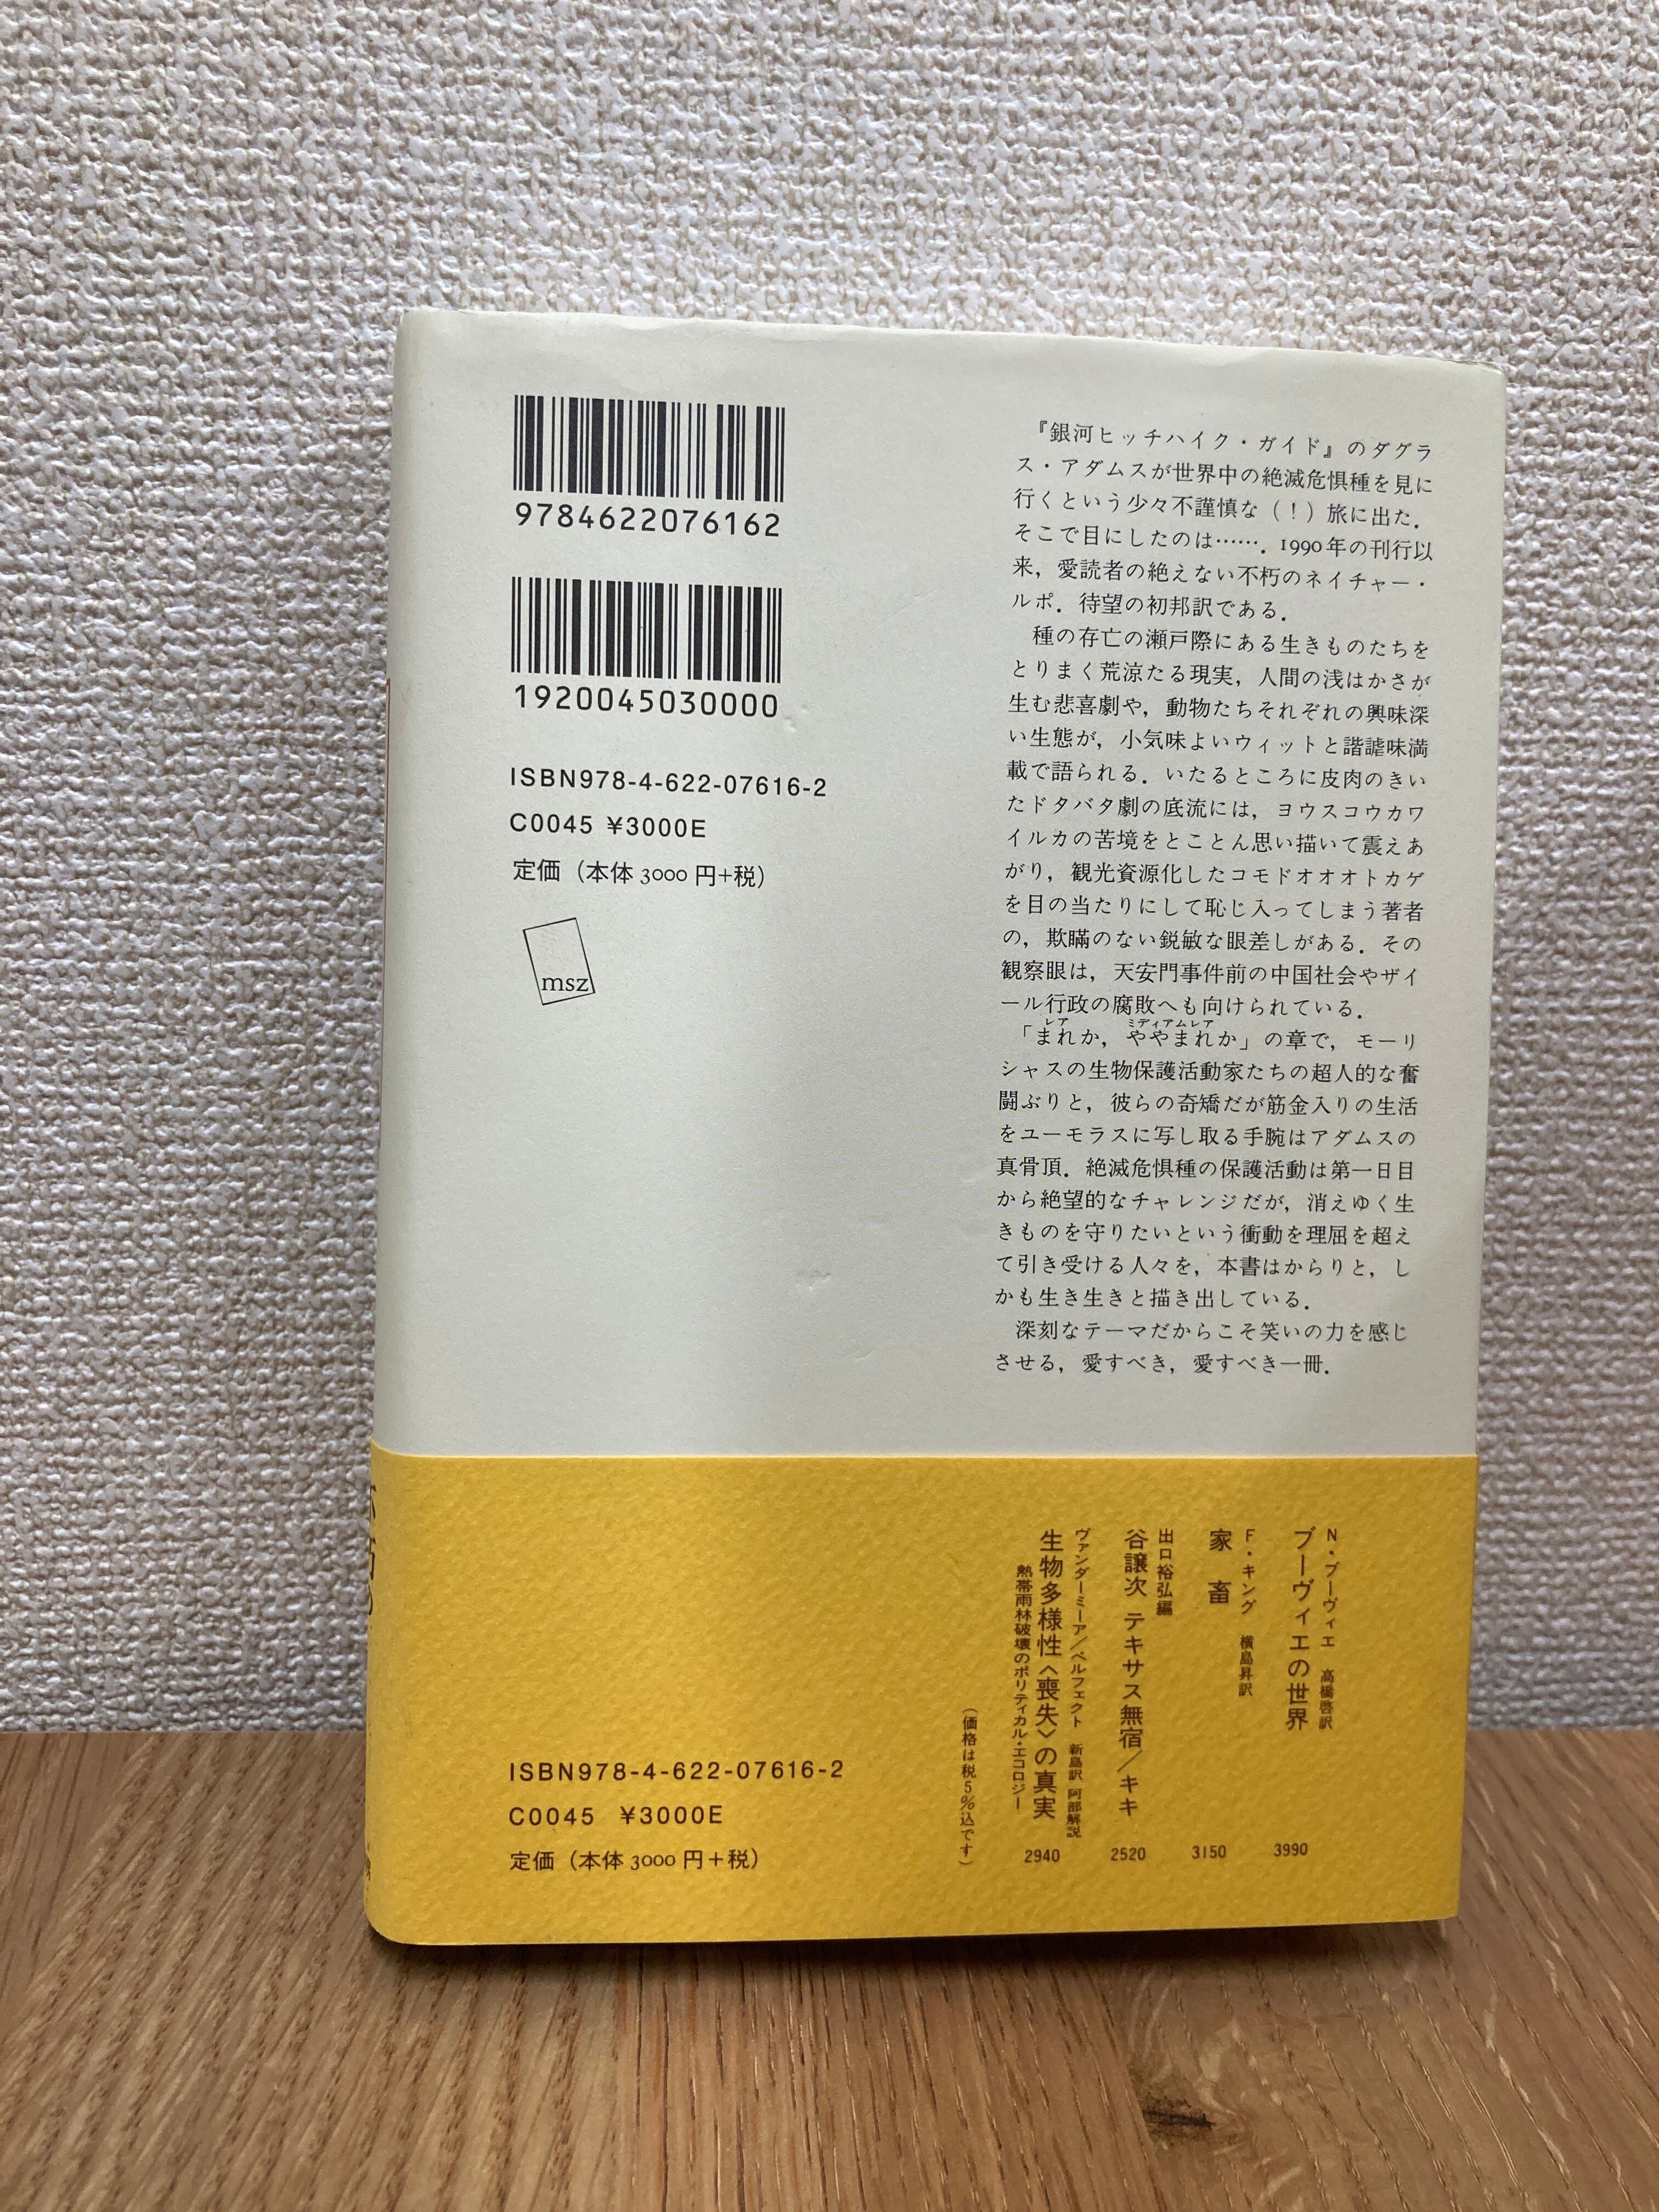 9784622076162
1920045030000
ISBN978-4-622-07616-2
C0045 ¥3000E
定価（本体 3000 円+税）
msz
『銀河ヒッチハイク・ガイド』のダグラ
ス・アダムスが世界中の絶滅危惧種を見に
行くという少々不謹慎な（！）旅に出た．
そこで目にしたのは……．1990年の刊行以
来，愛読者の絶えない不朽のネイチャー・
ルポ．待望の初邦訳である．
種の存亡の瀬戸際にある生きものたちを
とりまく荒涼たる現実，人間の浅はかさが
生む悲喜劇や，動物たちそれぞれの興味深
い生態が，小気味よいウィットと諧謔味満
載で語られる．いたるところに皮肉のきい
たドタバタ劇の底流には，ヨウスコウカワ
イルカの苦境をとことん思い描いて震えあ
がり，観光資源化したコモドオオオトカゲ
を目の当たりにして恥じ入ってしまう著者
の，欺瞞のない鋭敏な眼差しがある．その
観察眼は，天安門事件前の中国社会やザイ
ール行政の腐敗へも向けられている．
レア ミディアムレア
「まれか，ややまれか」の章で，モーリ
シャスの生物保護活動家たちの超人的な奮
闘ぶりと，彼らの奇矯だが筋金入りの生活
をユーモラスに写し取る手腕はアダムスの
真骨頂．絶滅危惧種の保護活動は第一日目
から絶望的なチャレンジだが，消えゆく生
きものを守りたいという衝動を理屈を超え
て引き受ける人々を，本書はからりと，し
かも生き生きと描き出している．
深刻なテーマだからこそ笑いの力を感じ
させる，愛すべき，愛すべき一冊．
N・ブーヴィエ 高橋啓訳
ブーヴィエの世界 3990
F・キング 横島昇訳
家畜 3150
出口裕弘編
谷譲次 テキサス無宿／キキ 2520
ヴァンダーミーア／ペルフェクト 新島訳 阿部解説
生物多様性〈喪失〉の真実 2940
熱帯雨林破壊のポリティカル・エコロジー
（価格は税5％込です）
ISBN978-4-622-07616-2
C0045 ¥3000E
定価（本体 3000 円＋税）